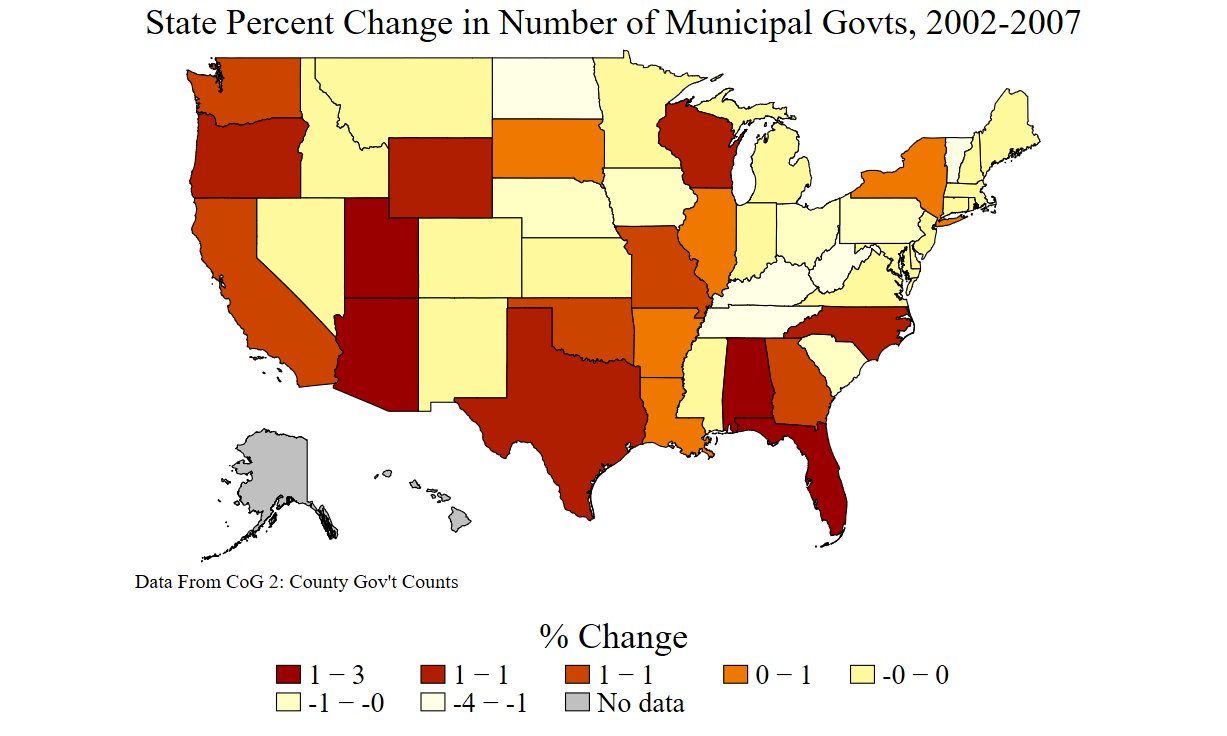 State Percent Change in Number of Municipal Govts, 2002-2007
Data From CoG 2: County Gov't Counts
% Change
1 − 3 1 − 1 1 − 1 0 − 1 -0 − 0
-1 − -0 -4 − -1 No data